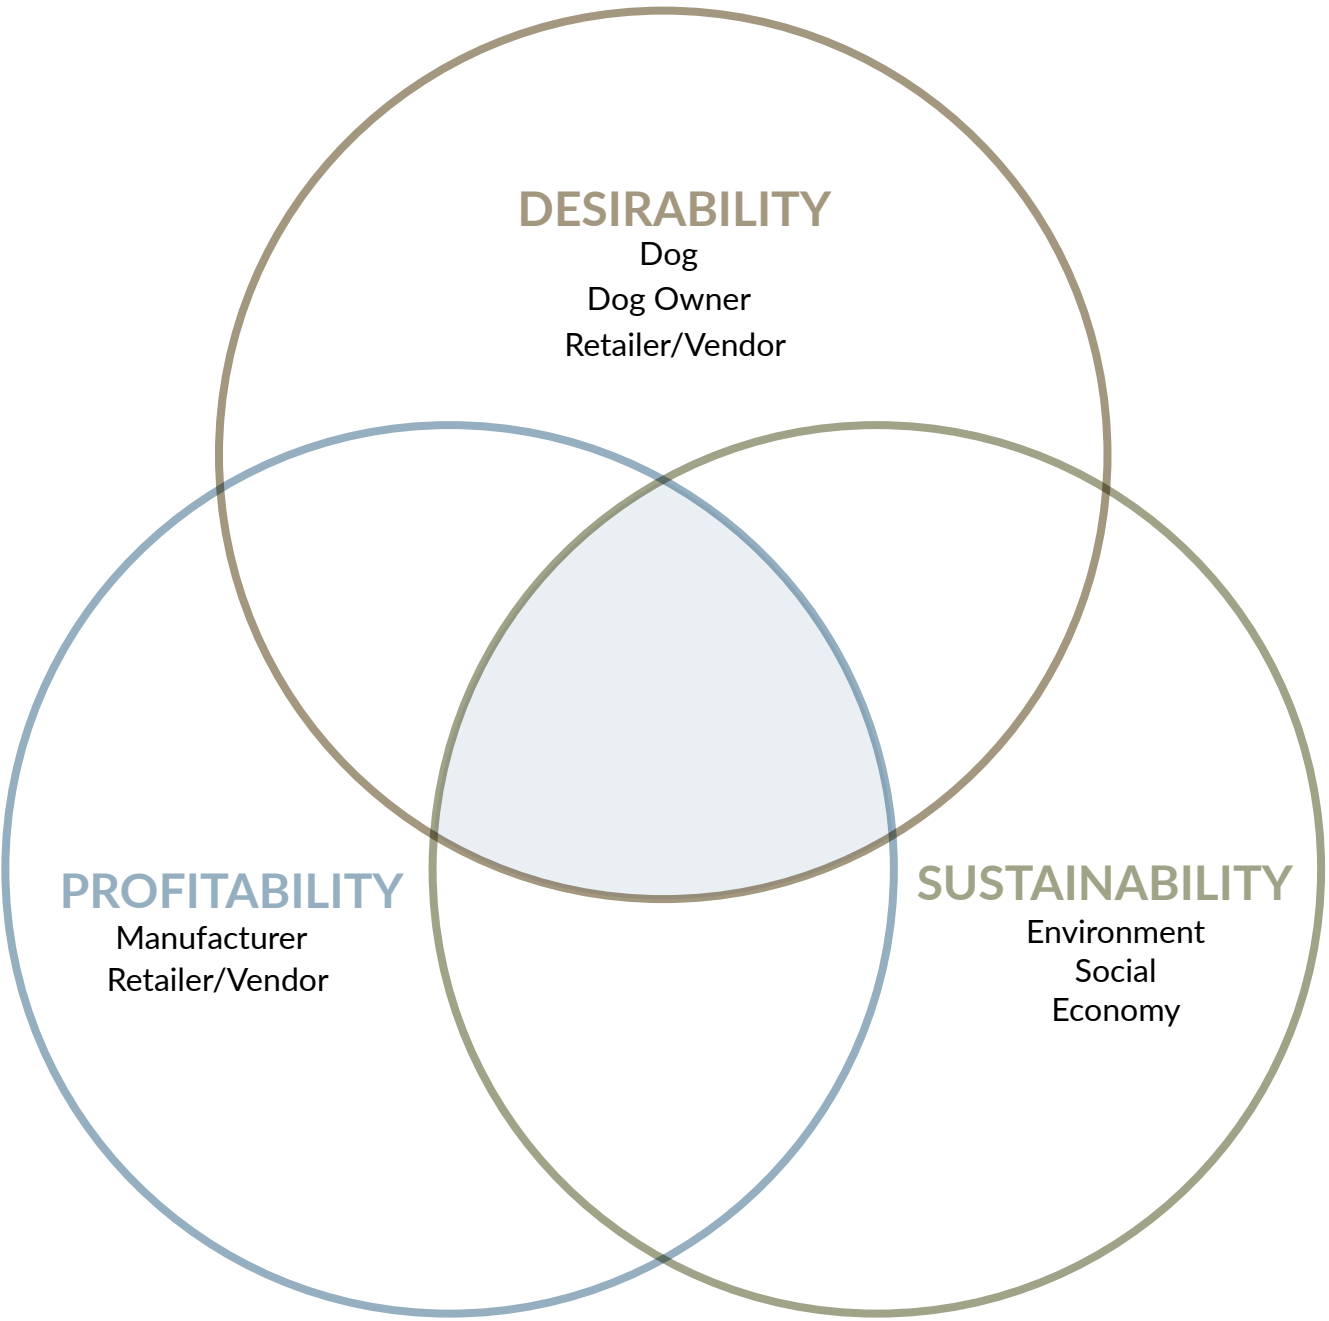 DESIRABILITY
Dog
Dog Owner
Retailer/Vendor
PROFITABILITY
Manufacturer
Retailer/Vendor
SUSTAINABILITY
Environment
Social
Economy